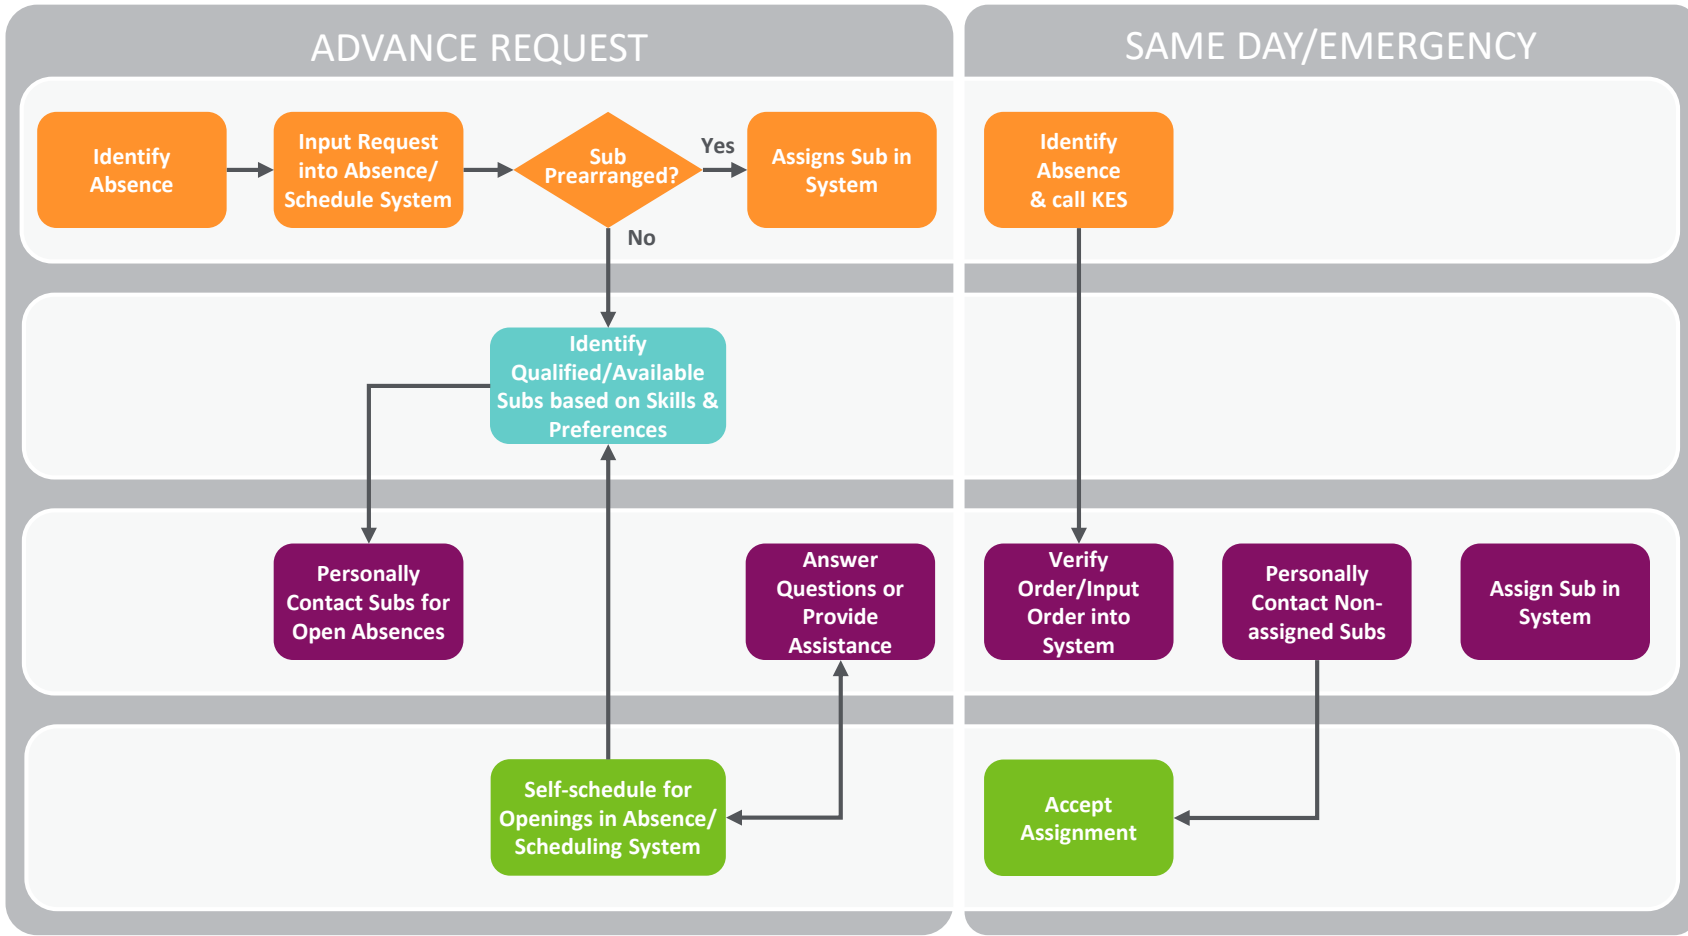 ADVANCE REQUEST
SAME DAY/EMERGENCY
Identify
Absence
Input Request
into Absence/
Schedule System
Sub
Prearranged?
Yes
No
Assigns Sub in
System
Identify
Absence
& call KES
Identify
Qualified/Available
Subs based on Skills &
Preferences
Personally
Contact Subs for
Open Absences
Answer
Questions or
Provide
Assistance
Verify
Order/Input
Order into
System
Personally
Contact Non-
assigned Subs
Assign Sub in
System
Self-schedule for
Openings in Absence/
Scheduling System
Accept
Assignment